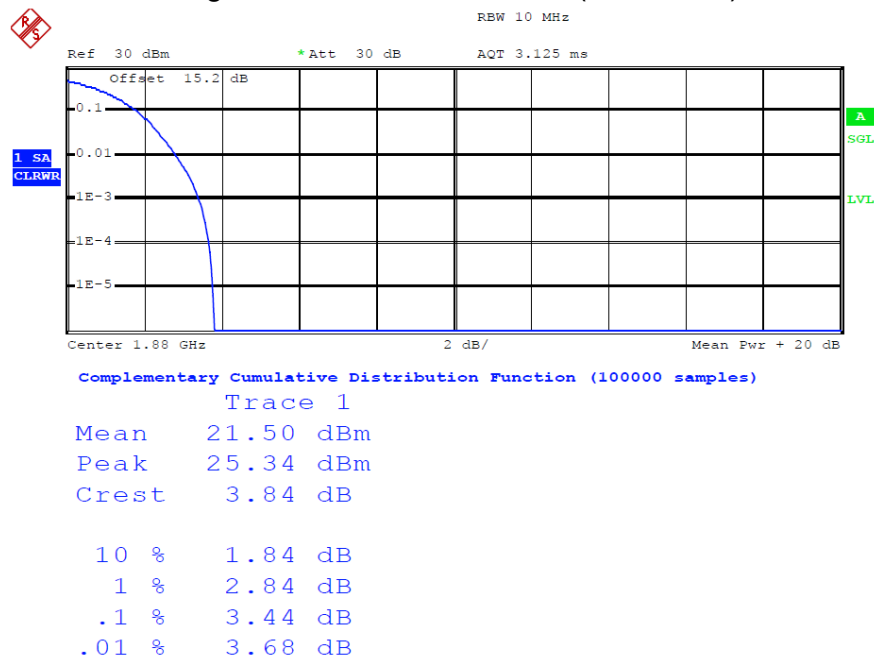 RBW 10 MHz
Ref 30 dBm *Att 30 dB AQT 3.125 ms
Offset 15.2 dB
0.1
A
SGL
1 SA
0.01
CLRWR
1E-3
LVL
1E-4
1E-5
Center 1.88 GHz 2 dB/ Mean Pwr + 20 dB
Complementary Cumulative Distribution Function (100000 samples)
Trace 1
Mean 21.50 dBm
Peak 25.34 dBm
Crest 3.84 dB
10 % 1.84 dB
1 % 2.84 dB
.1 % 3.44 dB
.01 % 3.68 dB